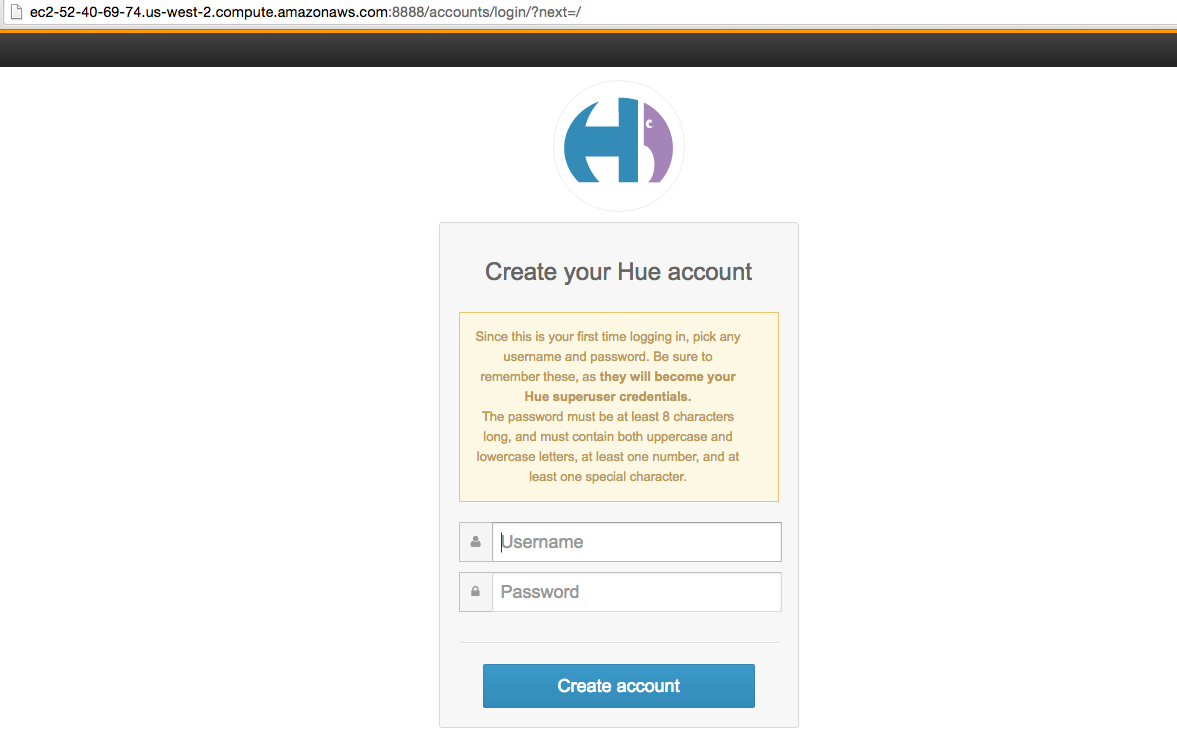 ec2-52-40-69-74.us-west-2.compute.amazonaws.com:8888/accounts/login/?next=/
Create your Hue account
Since this is your first time logging in, pick any
username and password. Be sure to
remember these, as they will become your
Hue superuser credentials.
The password must be at least 8 characters
long, and must contain both uppercase and
lowercase letters, at least one number, and at
least one special character.
Username
Password
Create account